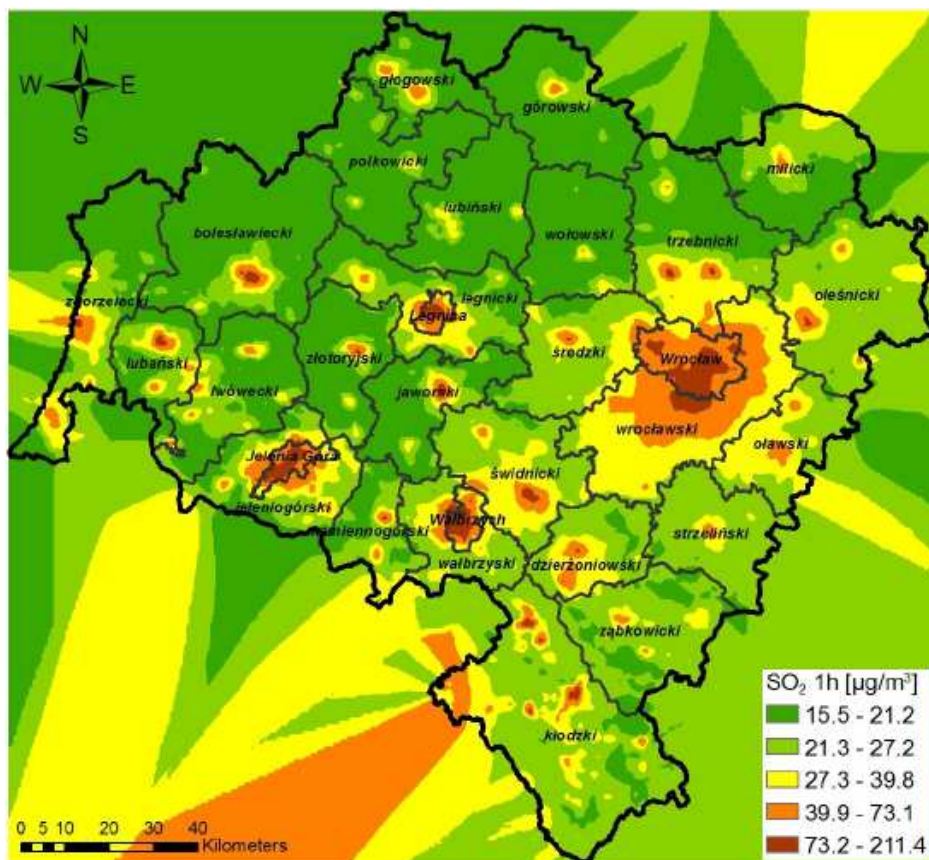 N
W E
S
głogowski
górowski
milicki
polkowicki
lubiński
wołowski
trzebnicki
bolesławiecki
oleśnicki
zgorzelecki
legnicki
Legnica
lubański
lwówecki
złotoryjski
średzki
Wrocław
jaworski
wrocławski
oławski
Jelenia Góra
świdnicki
jeleniogórski
kamiennogórski
Wałbrzych
strzeliński
wałbrzyski
dzierżoniowski
ząbkowicki
kłodzki
SO₂ 1h [µg/m³]
15.5 - 21.2
21.3 - 27.2
27.3 - 39.8
39.9 - 73.1
73.2 - 211.4
0 5 10 20 30 40
Kilometers